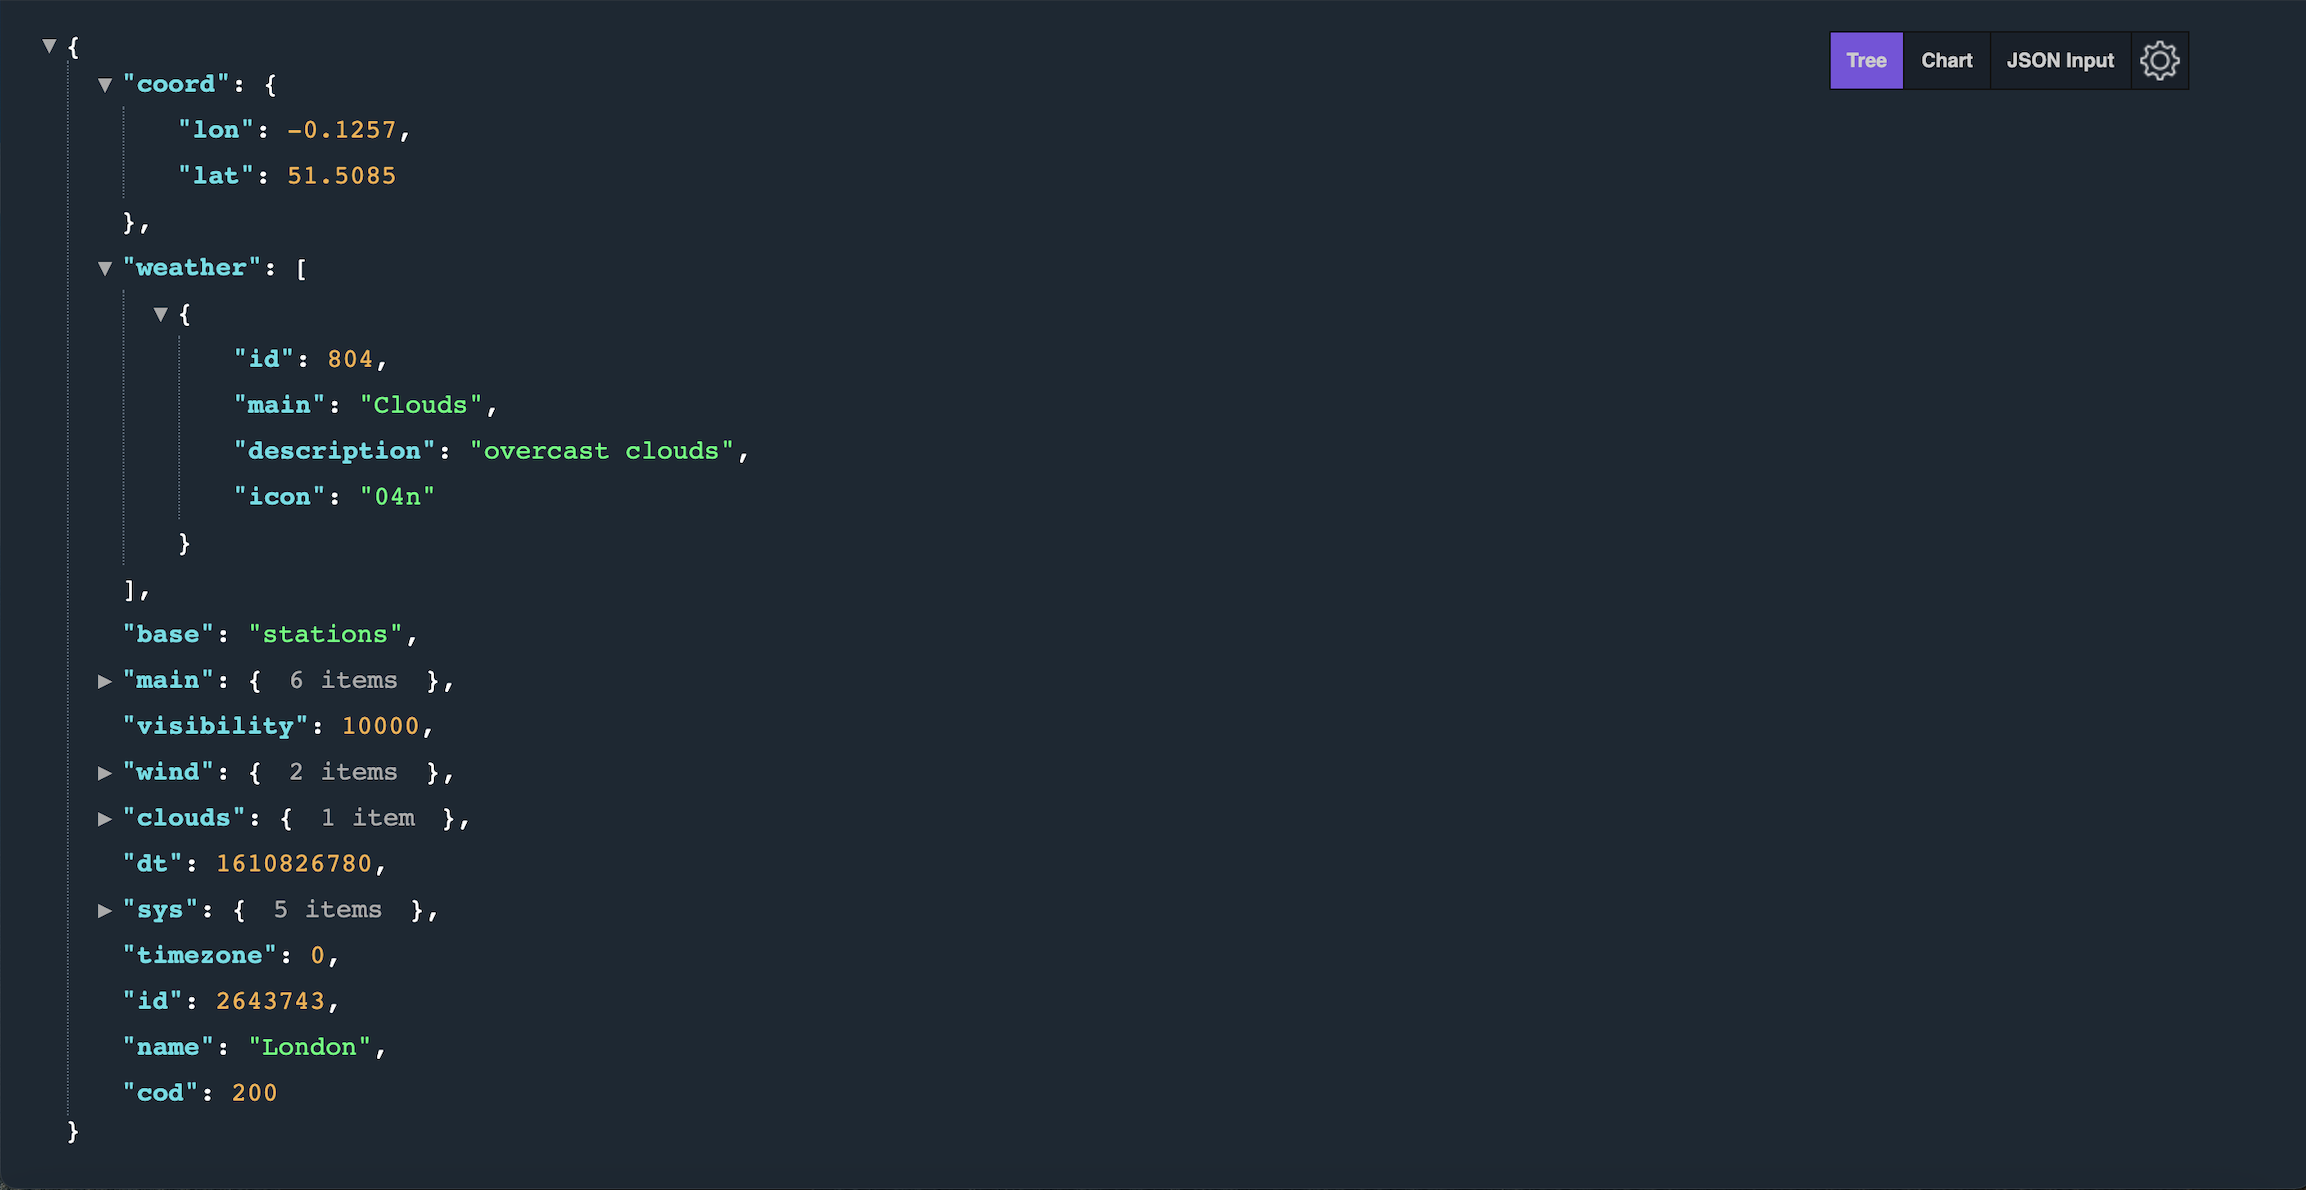 {
Tree Chart JSON Input
"coord": {
"lon": -0.1257,
"lat": 51.5085
},
"weather": [
{
"id": 804,
"main": "Clouds",
"description": "overcast clouds",
"icon": "04n"
}
],
"base": "stations",
"main": { 6 items },
"visibility": 10000,
"wind": { 2 items },
"clouds": { 1 item },
"dt": 1610826780,
"sys": { 5 items },
"timezone": 0,
"id": 2643743,
"name": "London",
"cod": 200
}